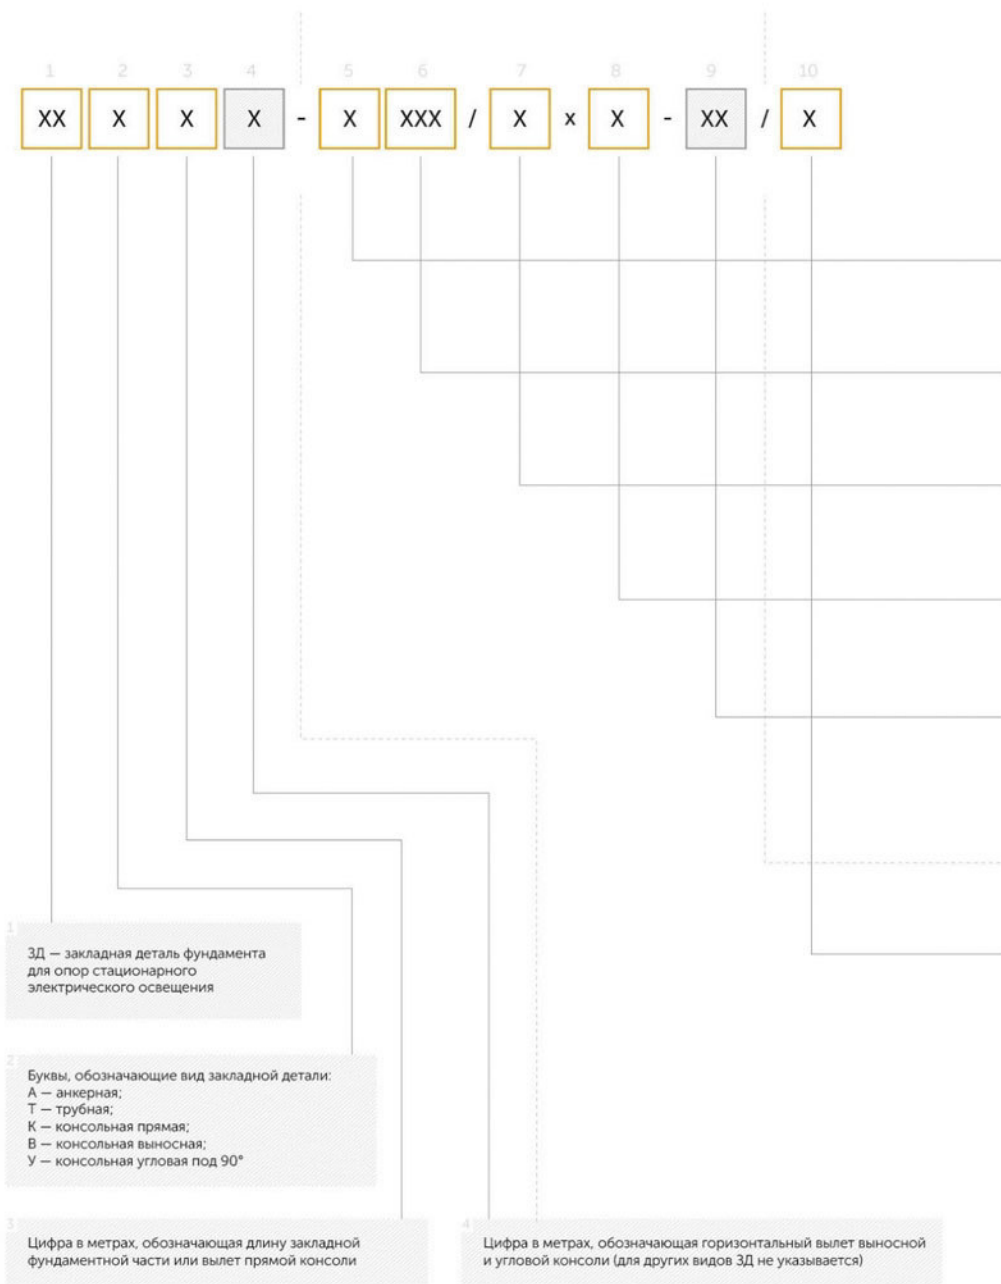 1 2 3 4 5 6 7 8 9 10
XX X X X - X XXX / X x X - XX / X
1
ЗД — закладная деталь фундамента
для опор стационарного
электрического освещения
2
Буквы, обозначающие вид закладной детали:
А — анкерная;
Т — трубная;
К — консольная прямая;
В — консольная выносная;
У — консольная угловая под 90°
3
Цифра в метрах, обозначающая длину закладной
фундаментной части или вылет прямой консоли
4
Цифра в метрах, обозначающая горизонтальный вылет выносной
и угловой консоли (для других видов ЗД не указывается)